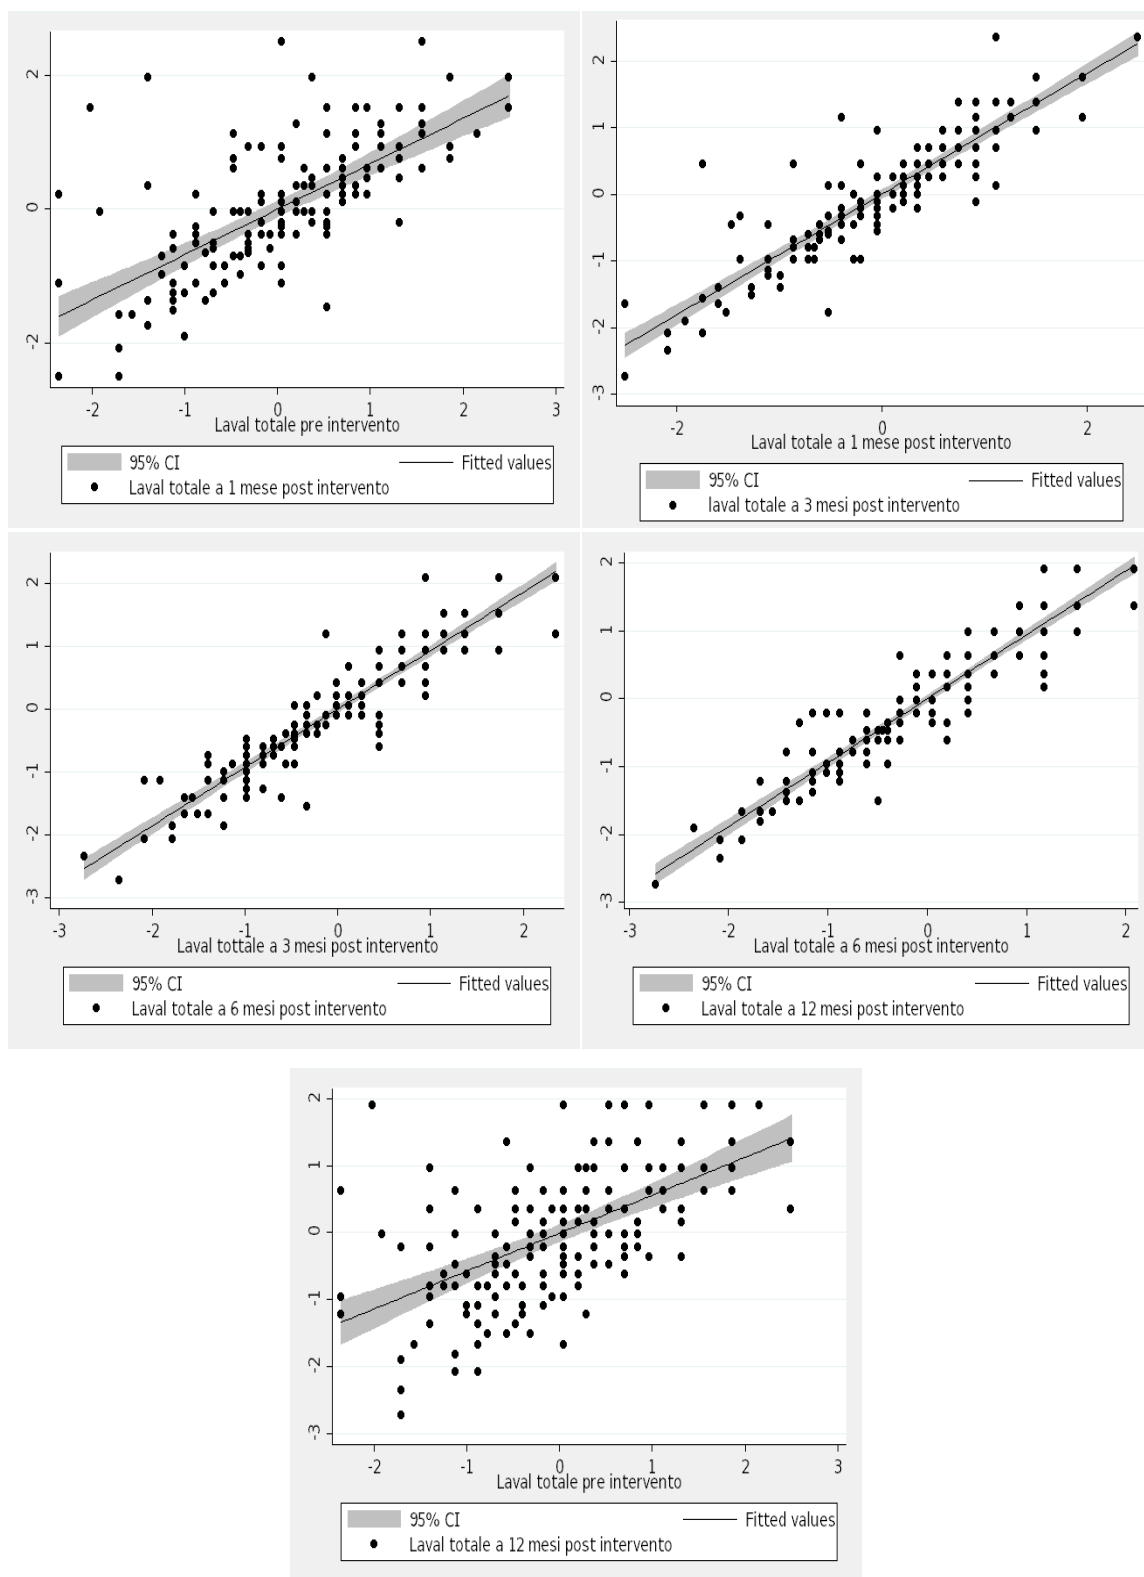 2
0
-2
-2
-1
0
1
2
3
Laval totale pre intervento
95% CI
Fitted values
Laval totale a 1 mese post intervento
2
1
0
-1
-2
-3
-2
0
2
Laval totale a 1 mese post intervento
95% CI
Fitted values
laval totale a 3 mesi post intervento
2
1
0
-1
-2
-3
-3
-2
-1
0
1
2
Laval tottale a 3 mesi post intervento
95% CI
Fitted values
Laval totale a 6 mesi post intervento
2
1
0
-1
-2
-3
-3
-2
-1
0
1
2
Laval totale a 6 mesi post intervento
95% CI
Fitted values
Laval totale a 12 mesi post intervento
2
1
0
-1
-2
-3
-2
-1
0
1
2
3
Laval totale pre intervento
95% CI
Fitted values
Laval totale a 12 mesi post intervento